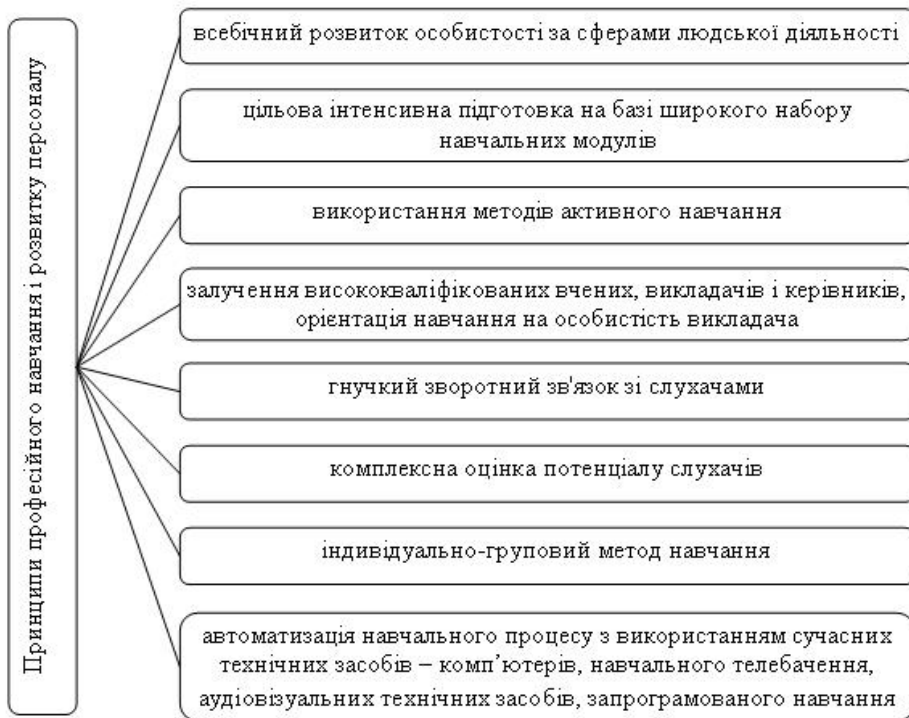 Принципи професійного навчання і розвитку персоналу
всебічний розвиток особистості за сферами людської діяльності
цільова інтенсивна підготовка на базі широкого набору
навчальних модулів
використання методів активного навчання
залучення висококваліфікованих вчених, викладачів і керівників,
орієнтація навчання на особистість викладача
гнучкий зворотний зв'язок зі слухачами
комплексна оцінка потенціалу слухачів
індивідуально-груповий метод навчання
автоматизація навчального процесу з використанням сучасних
технічних засобів – комп’ютерів, навчального телебачення,
аудіовізуальних технічних засобів, запрограмованого навчання